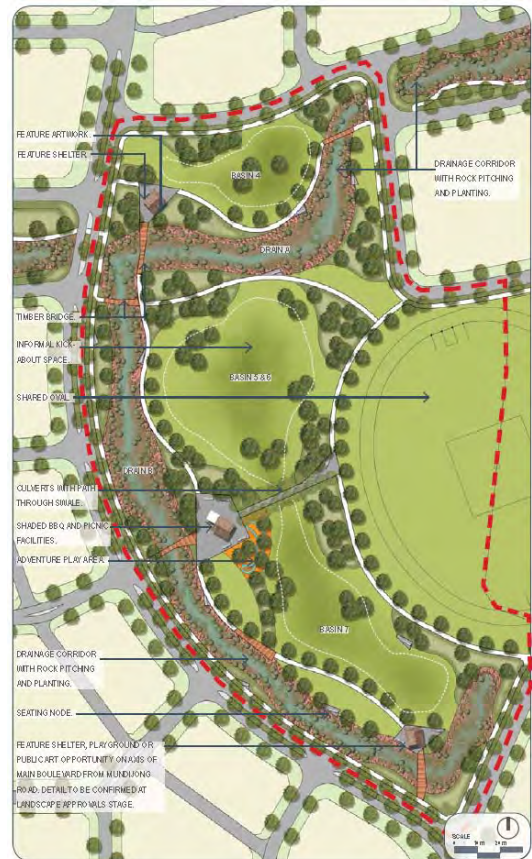 FEATURE ARTWORK.
FEATURE SHELTER.
BASIN 4
DRAINAGE CORRIDOR
WITH ROCK PITCHING
AND PLANTING.
DRAIN A
TIMBER BRIDGE.
INFORMAL KICK-
ABOUT SPACE.
BASIN 5 & 6
SHARED OVAL.
DRAIN B
CULVERTS WITH PATH
THROUGH SWALE.
SHADED BBQ AND PICNIC
FACILITIES.
ADVENTURE PLAY AREA.
BASIN 7
DRAINAGE CORRIDOR
WITH ROCK PITCHING
AND PLANTING.
SEATING NODE.
FEATURE SHELTER, PLAYGROUND OR
PUBLIC ART OPPORTUNITY ON AXIS OF
MAIN BOULEVARD FROM MUNDIJONG
ROAD: DETAIL TO BE CONFIRMED AT
LANDSCAPE APPROVALS STAGE.
SCALE